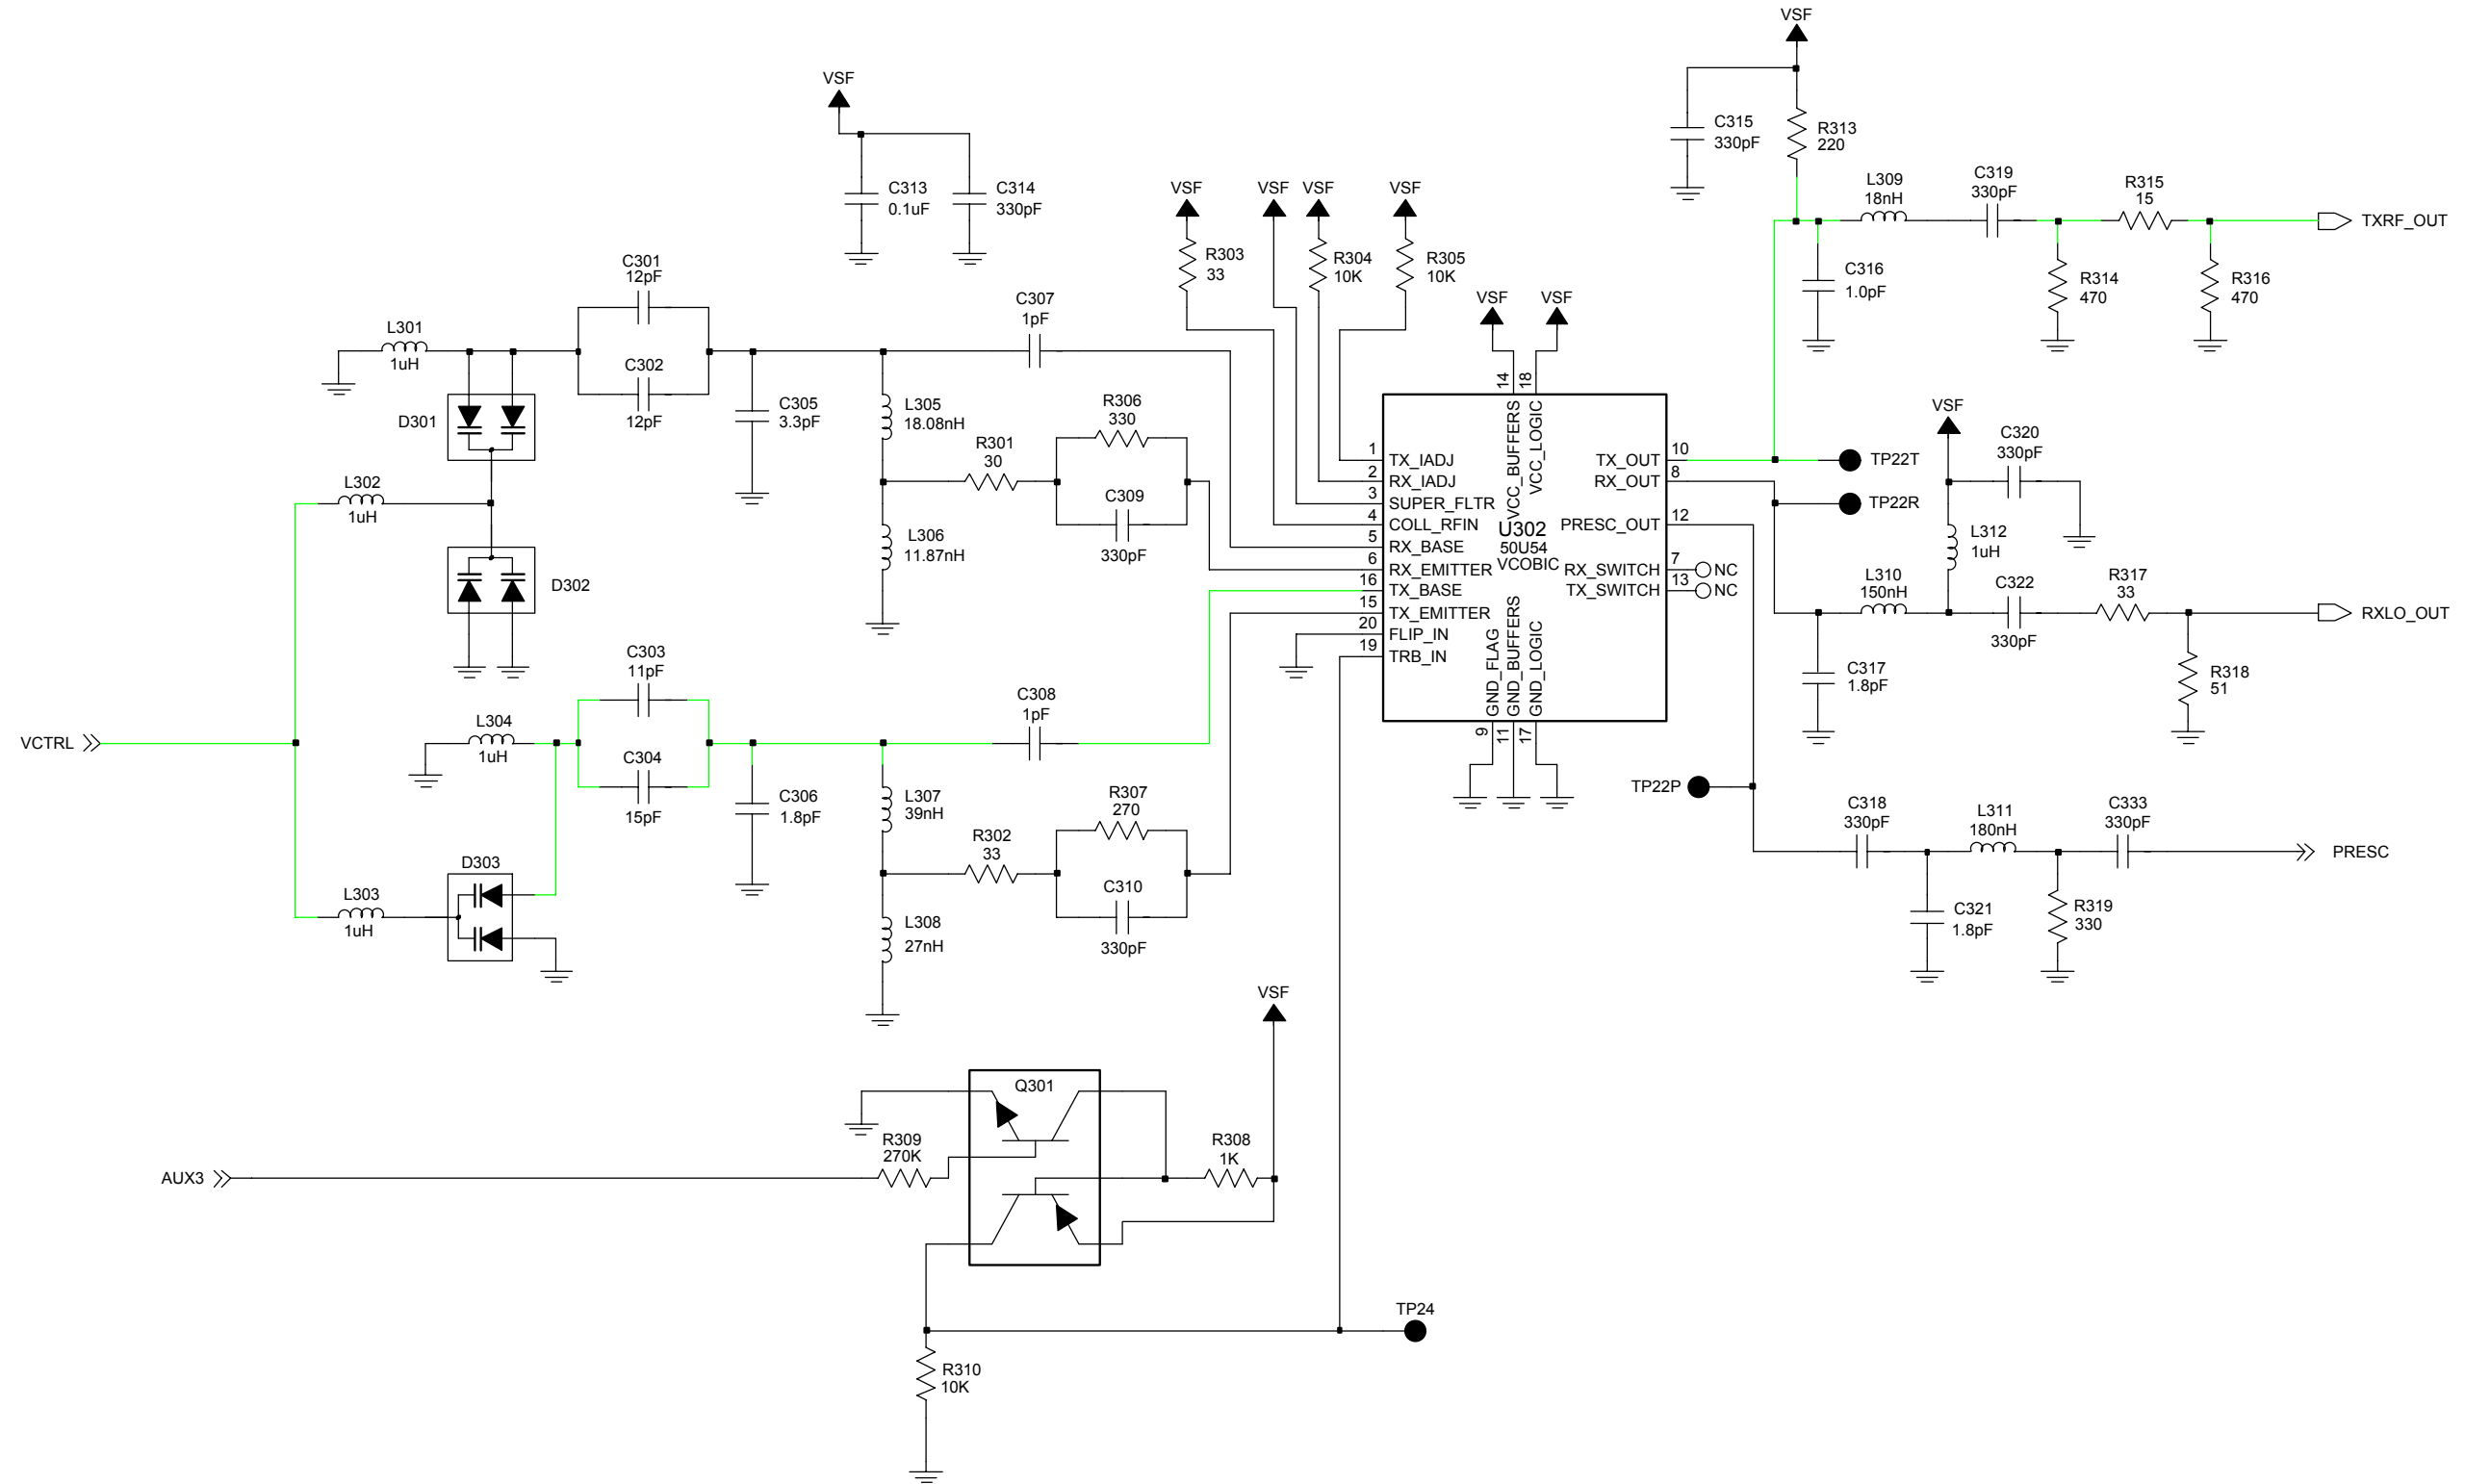 VSF
VSF
C315
330pF
R313
220
L309
18nH
C319
330pF
R315
15
TXRF_OUT
C313
0.1uF
C314
330pF
VSF
VSF
VSF
VSF
R303
33
R304
10K
R305
10K
C316
1.0pF
R314
470
R316
470
C301
12pF
C302
12pF
C307
1pF
VSF
VSF
L301
1uH
D301
C305
3.3pF
L305
18.08nH
R306
330
R301
30
C309
330pF
L306
11.87nH
L302
1uH
D302
14
18
VCC_BUFFERS
VCC_LOGIC
1
TX_IADJ
2
RX_IADJ
3
SUPER_FLTR
4
COLL_RFIN
5
RX_BASE
6
RX_EMITTER
16
TX_BASE
15
TX_EMITTER
20
FLIP_IN
19
TRB_IN
U302
50U54
VCOBIC
TX_OUT
10
RX_OUT
8
PRESC_OUT
12
RX_SWITCH
7
NC
TX_SWITCH
13
NC
GND_FLAG
GND_BUFFERS
GND_LOGIC
9
11
17
TP22T
TP22R
VSF
C320
330pF
L312
1uH
L310
150nH
C322
330pF
R317
33
RXLO_OUT
C317
1.8pF
R318
51
C303
11pF
C304
15pF
L304
1uH
VCTRL
C308
1pF
C306
1.8pF
L307
39nH
R307
270
R302
33
C310
330pF
L308
27nH
D303
L303
1uH
TP22P
C318
330pF
L311
180nH
C333
330pF
PRESC
C321
1.8pF
R319
330
VSF
Q301
R309
270K
R308
1K
AUX3
TP24
R310
10K